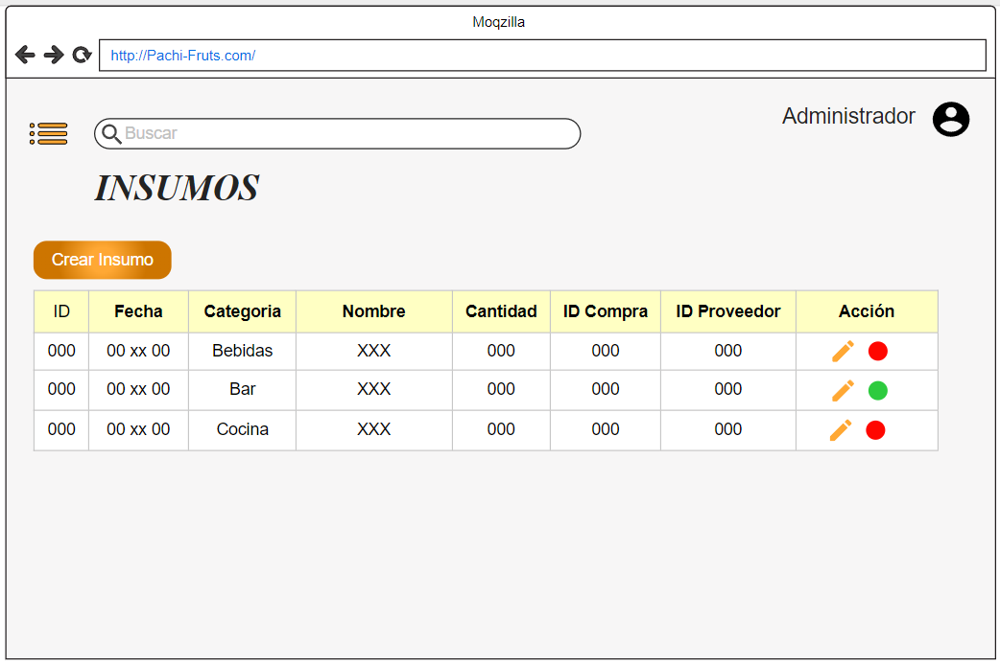 Moqzilla
http://Pachi-Fruts.com/
Administrador
Buscar
INSUMOS
Crear Insumo
ID Fecha Categoria Nombre Cantidad ID Compra ID Proveedor Acción
000 00 xx 00 Bebidas XXX 000 000 000
000 00 xx 00 Bar XXX 000 000 000
000 00 xx 00 Cocina XXX 000 000 000